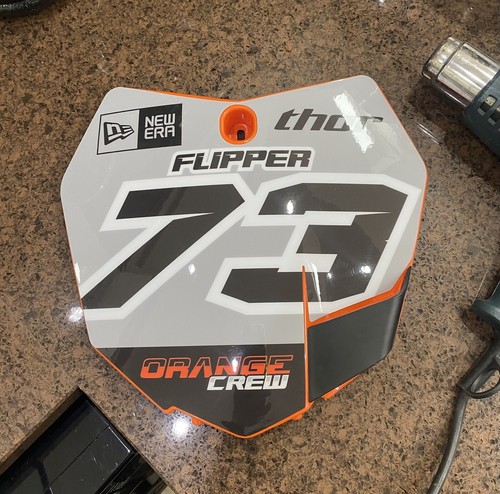 NEW
ERA
thor
FLIPPER
73
ORANGE
CREW